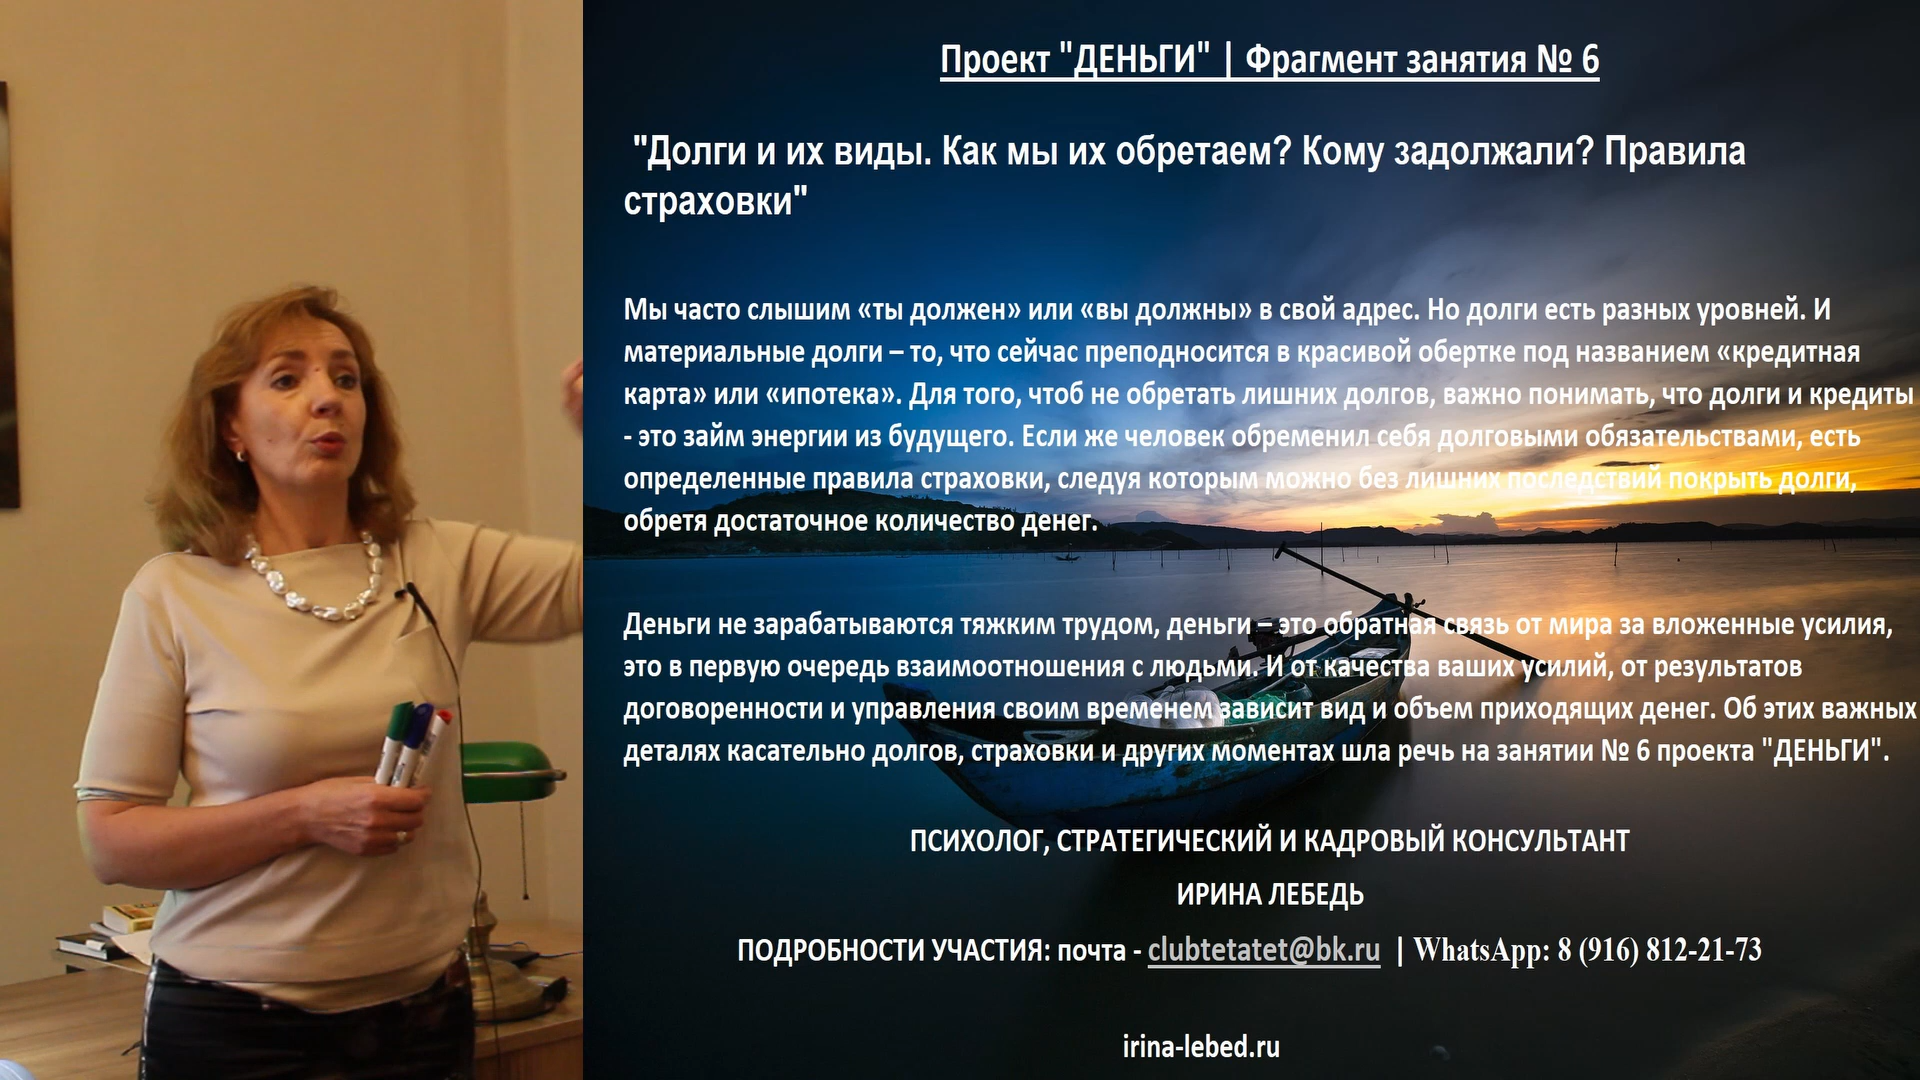 Проект "ДЕНЬГИ" | Фрагмент занятия № 6
"Долги и их виды. Как мы их обретаем? Кому задолжали? Правила
страховки"
Мы часто слышим «ты должен» или «вы должны» в свой адрес. Но долги есть разных уровней. И
материальные долги – то, что сейчас преподносится в красивой обертке под названием «кредитная
карта» или «ипотека». Для того, чтоб не обретать лишних долгов, важно понимать, что долги и кредиты
- это займ энергии из будущего. Если же человек обременил себя долговыми обязательствами, есть
определенные правила страховки, следуя которым можно без лишних последствий покрыть долги,
обретя достаточное количество денег.
Деньги не зарабатываются тяжким трудом, деньги – это обратная связь от мира за вложенные усилия,
это в первую очередь взаимоотношения с людьми. И от качества ваших усилий, от результатов
договоренности и управления своим временем зависит вид и объем приходящих денег. Об этих важных
деталях касательно долгов, страховки и других моментах шла речь на занятии № 6 проекта "ДЕНЬГИ".
ПСИХОЛОГ, СТРАТЕГИЧЕСКИЙ И КАДРОВЫЙ КОНСУЛЬТАНТ
ИРИНА ЛЕБЕДЬ
ПОДРОБНОСТИ УЧАСТИЯ: почта - clubtetatet@bk.ru | WhatsApp: 8 (916) 812-21-73
irina-lebed.ru